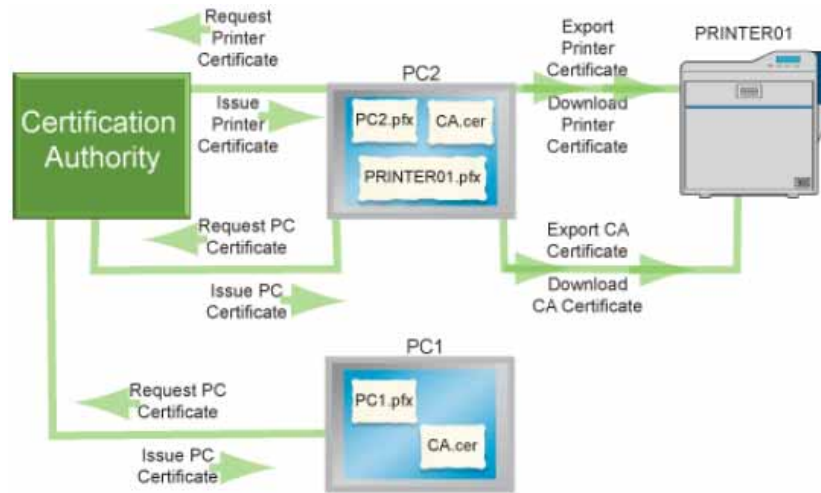 Request
Printer
Certificate
Certification
Authority
Issue
Printer
Certificate
PC2
PC2.pfx
CA.cer
PRINTER01.pfx
Export
Printer
Certificate
Download
Printer
Certificate
PRINTER01
Request PC
Certificate
Issue PC
Certificate
Export CA
Certificate
Download
CA Certificate
PC1
PC1.pfx
CA.cer
Request PC
Certificate
Issue PC
Certificate